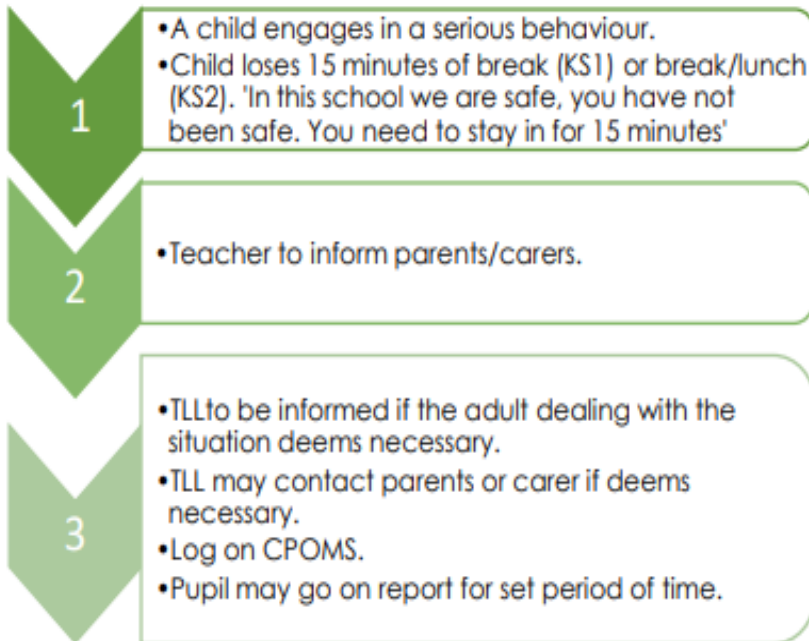 1
•A child engages in a serious behaviour.
•Child loses 15 minutes of break (KS1) or break/lunch
(KS2). 'In this school we are safe, you have not
been safe. You need to stay in for 15 minutes'
2
•Teacher to inform parents/carers.
3
•TLLto be informed if the adult dealing with the
situation deems necessary.
•TLL may contact parents or carer if deems
necessary.
•Log on CPOMS.
•Pupil may go on report for set period of time.